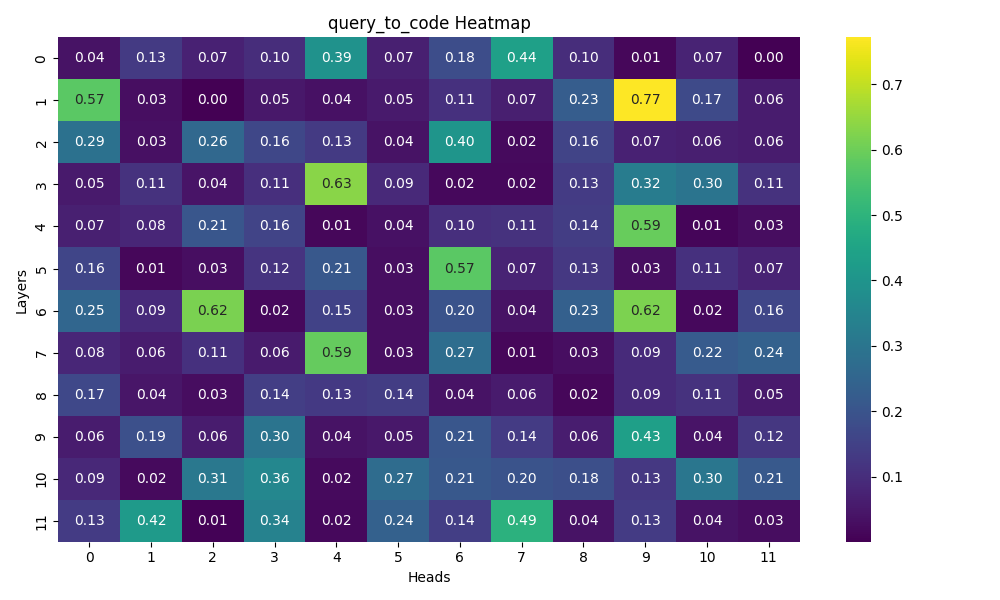 query_to_code Heatmap
0 0.04 0.13 0.07 0.10 0.39 0.07 0.18 0.44 0.10 0.01 0.07 0.00
1 0.57 0.03 0.00 0.05 0.04 0.05 0.11 0.07 0.23 0.77 0.17 0.06
2 0.29 0.03 0.26 0.16 0.13 0.04 0.40 0.02 0.16 0.07 0.06 0.06
3 0.05 0.11 0.04 0.11 0.63 0.09 0.02 0.02 0.13 0.32 0.30 0.11
4 0.07 0.08 0.21 0.16 0.01 0.04 0.10 0.11 0.14 0.59 0.01 0.03
5 0.16 0.01 0.03 0.12 0.21 0.03 0.57 0.07 0.13 0.03 0.11 0.07
6 0.25 0.09 0.62 0.02 0.15 0.03 0.20 0.04 0.23 0.62 0.02 0.16
7 0.08 0.06 0.11 0.06 0.59 0.03 0.27 0.01 0.03 0.09 0.22 0.24
8 0.17 0.04 0.03 0.14 0.13 0.14 0.04 0.06 0.02 0.09 0.11 0.05
9 0.06 0.19 0.06 0.30 0.04 0.05 0.21 0.14 0.06 0.43 0.04 0.12
10 0.09 0.02 0.31 0.36 0.02 0.27 0.21 0.20 0.18 0.13 0.30 0.21
11 0.13 0.42 0.01 0.34 0.02 0.24 0.14 0.49 0.04 0.13 0.04 0.03
0 1 2 3 4 5 6 7 8 9 10 11
Heads
Layers
0.7
0.6
0.5
0.4
0.3
0.2
0.1